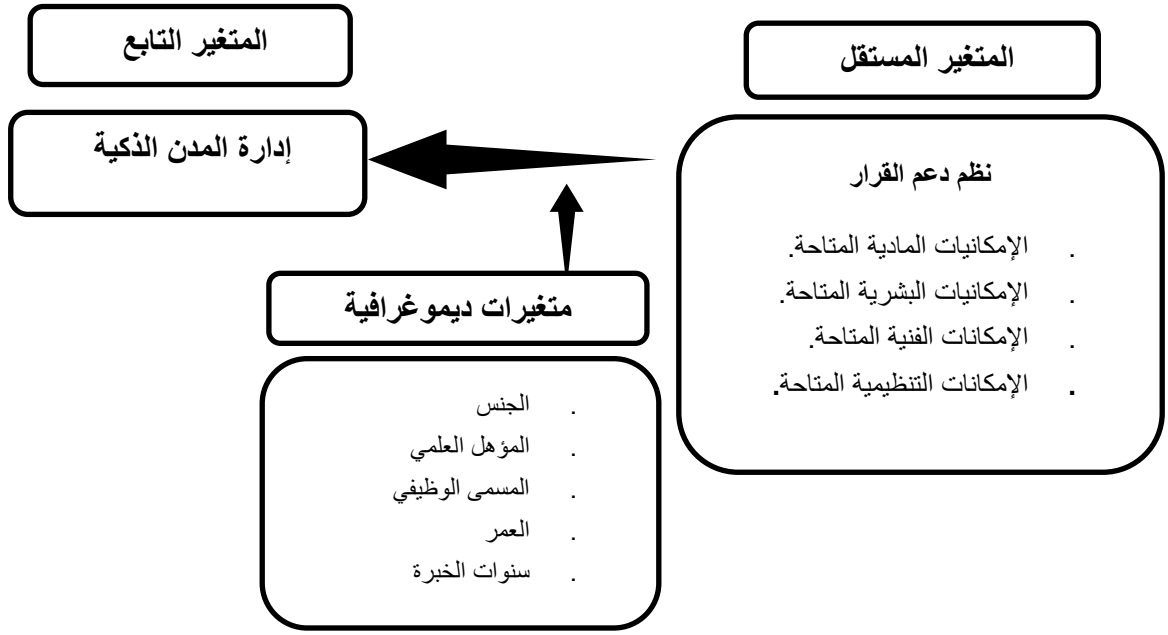 المتغير المستقل
المتغير التابع
نظم دعم القرار
. الإمكانيات المادية المتاحة.
. الإمكانيات البشرية المتاحة.
. الإمكانات الفنية المتاحة.
. الإمكانات التنظيمية المتاحة.
إدارة المدن الذكية
متغيرات ديموغرافية
. الجنس
. المؤهل العلمي
. المسمى الوظيفي
. العمر
. سنوات الخبرة